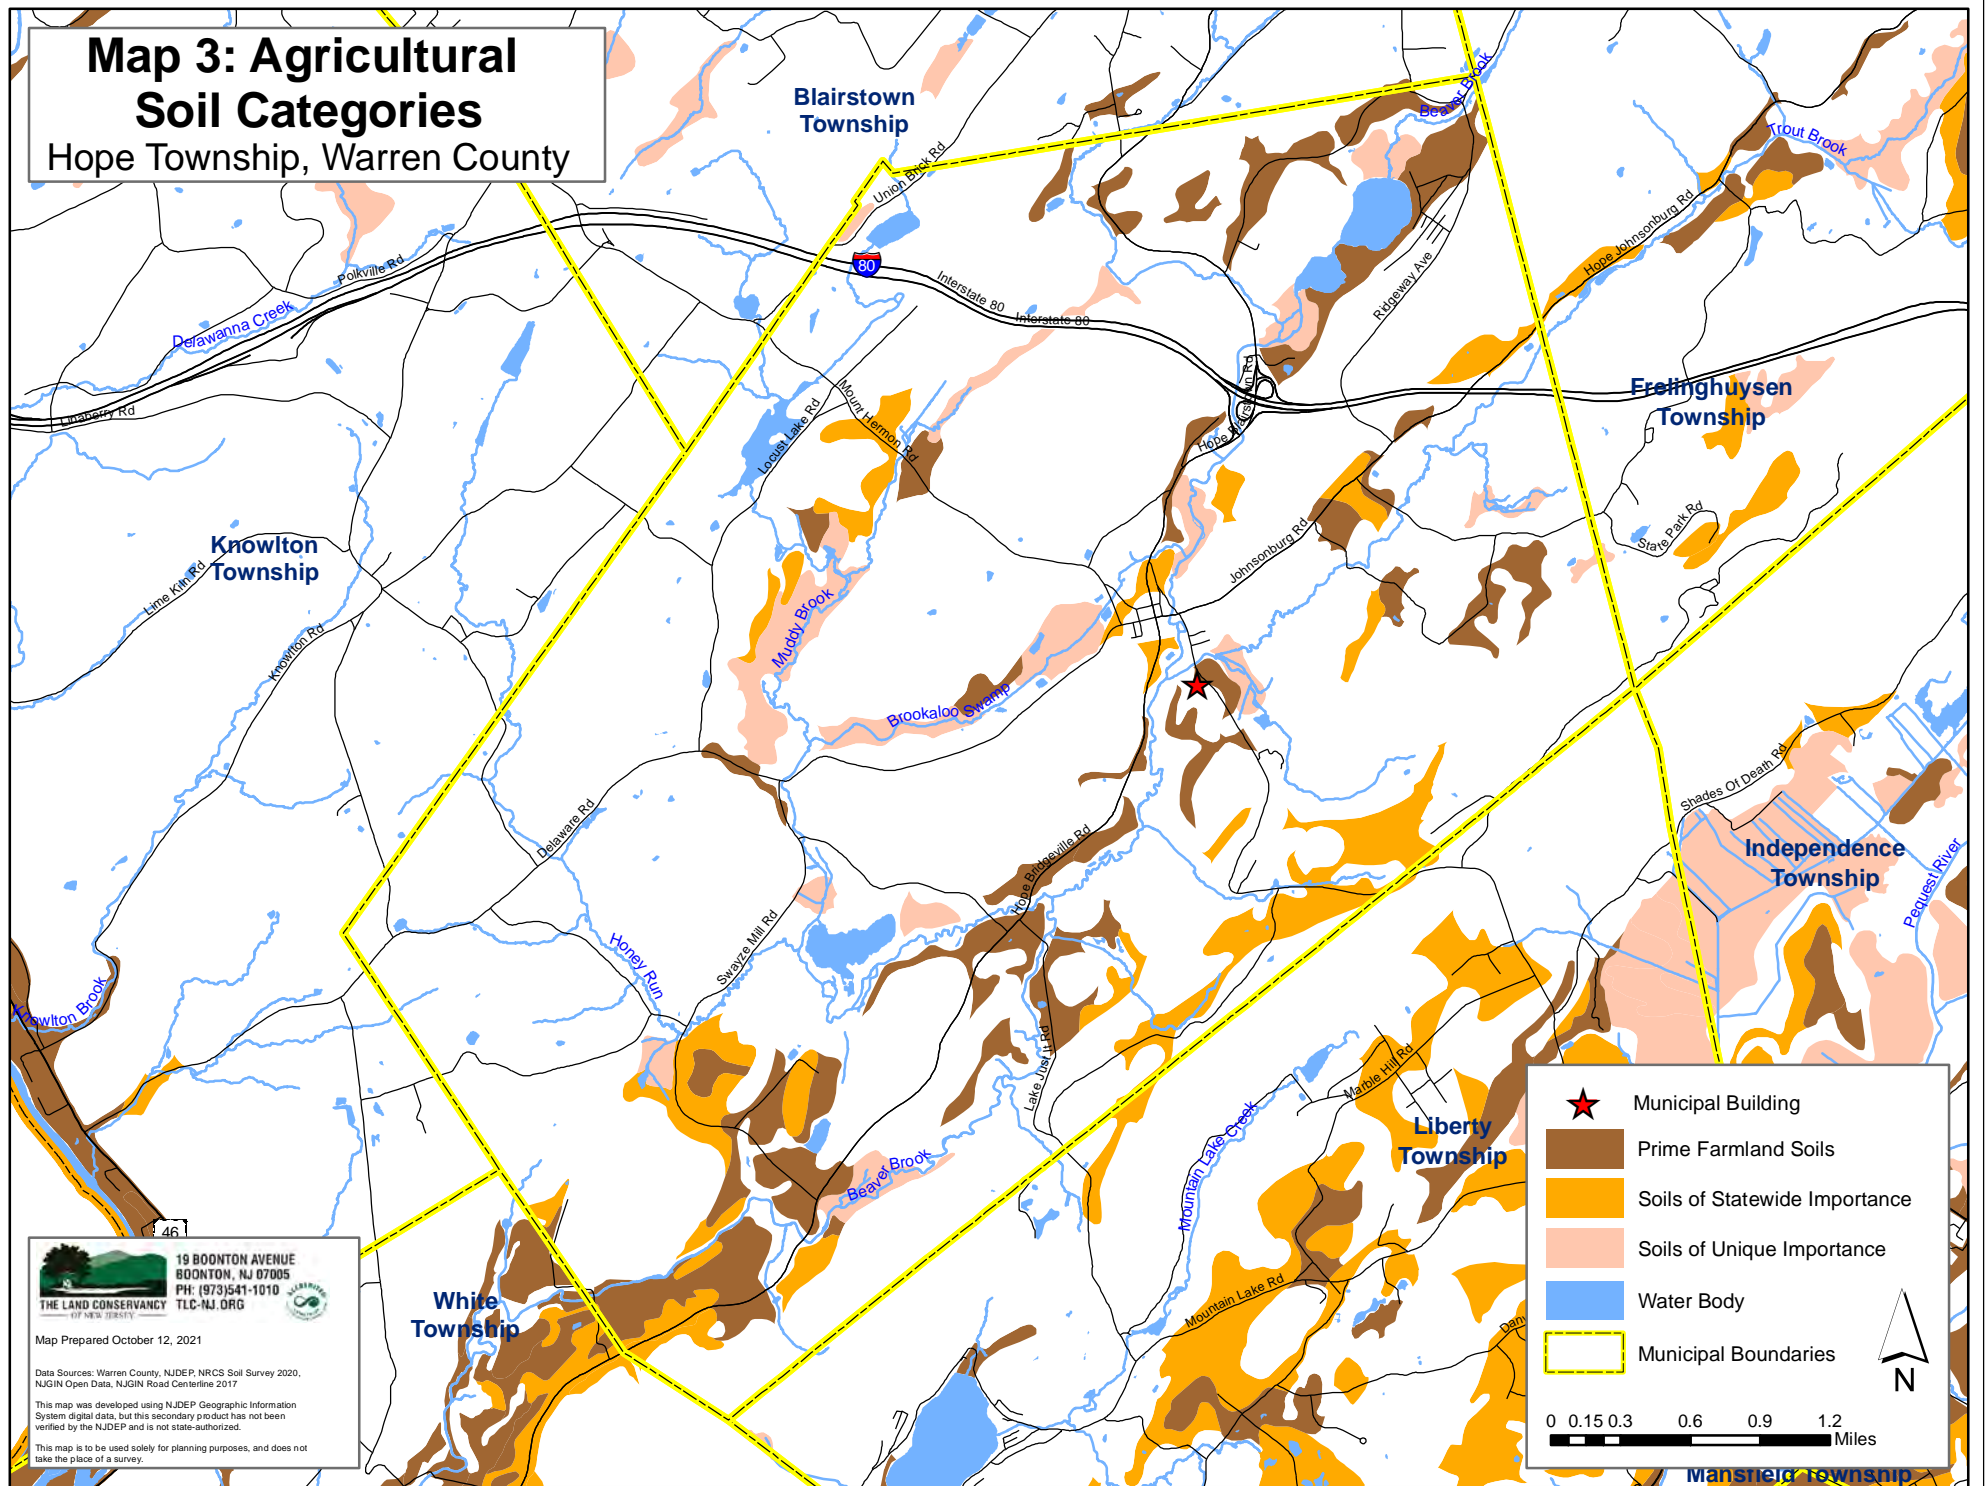 Map 3: Agricultural
Soil Categories
Hope Township, Warren County
Blairstown
Township
Beaver Brook
Trout Brook
Union Brick Rd
Hope Johnsonburg Rd
Polkville Rd
80
Interstate 80
Interstate 80
Ridgeway Ave
Delawanna Creek
Linaberry Rd
Locust Lake Rd
Mount Hermon Rd
Hope Blairstown Rd
Frelinghuysen
Township
Knowlton
Township
Lime Kiln Rd
Knowlton Rd
State Park Rd
Johnsonburg Rd
Muddy Brook
Brookaloo Swamp
Shades Of Death Rd
Delaware Rd
Hope Bridgeville Rd
Independence
Township
Pequest River
Honey Run
Swayze Mill Rd
Knowlton Brook
Lake Just It Rd
Marble Hill Rd
Mountain Lake Creek
Liberty
Township
Beaver Brook
46
White
Township
Mountain Lake Rd
Mansfield Township
Municipal Building
Prime Farmland Soils
Soils of Statewide Importance
Soils of Unique Importance
Water Body
Municipal Boundaries
N
0 0.15 0.3 0.6 0.9 1.2
Miles
19 BOONTON AVENUE
BOONTON, NJ 07005
PH: (973)541-1010
TLC-NJ.ORG
THE LAND CONSERVANCY
OF NEW JERSEY
Map Prepared October 12, 2021
Data Sources: Warren County, NJDEP, NRCS Soil Survey 2020,
NJGIN Open Data, NJGIN Road Centerline 2017
This map was developed using NJDEP Geographic Information
System digital data, but this secondary product has not been
verified by the NJDEP and is not state-authorized.
This map is to be used solely for planning purposes, and does not
take the place of a survey.